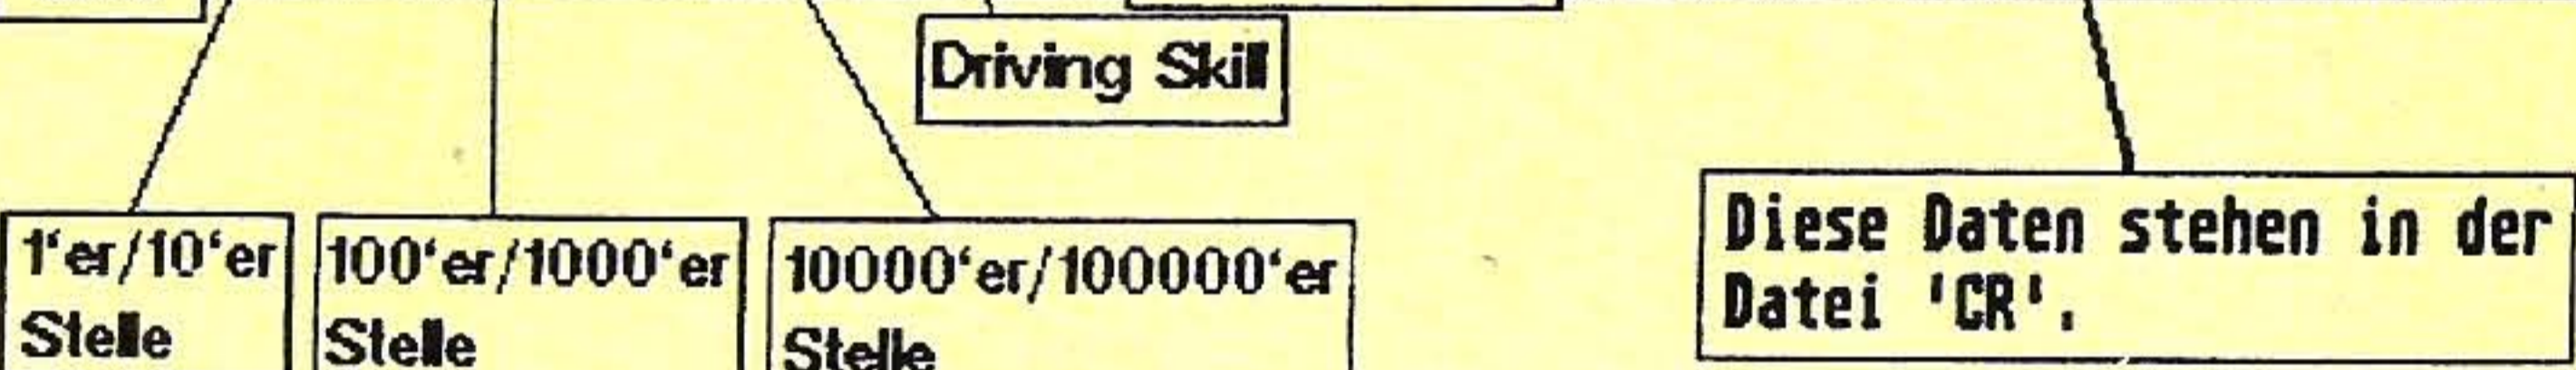 Driving Skill
1'er/10'er
Stelle
100'er/1000'er
Stelle
10000'er/100000'er
Stelle
Diese Daten stehen in der
Datei 'CR'.